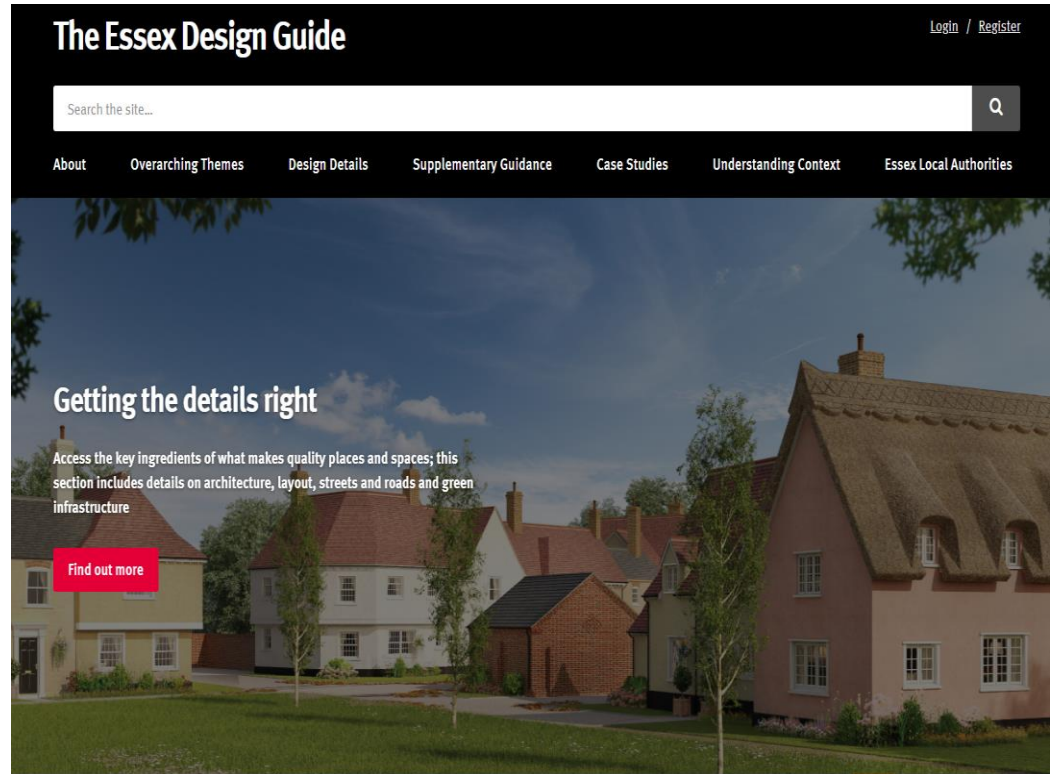 The Essex Design Guide
Login / Register
Search the site...
About Overarching Themes Design Details Supplementary Guidance Case Studies Understanding Context Essex Local Authorities
Getting the details right
Access the key ingredients of what makes quality places and spaces; this
section includes details on architecture, layout, streets and roads and green
infrastructure
Find out more